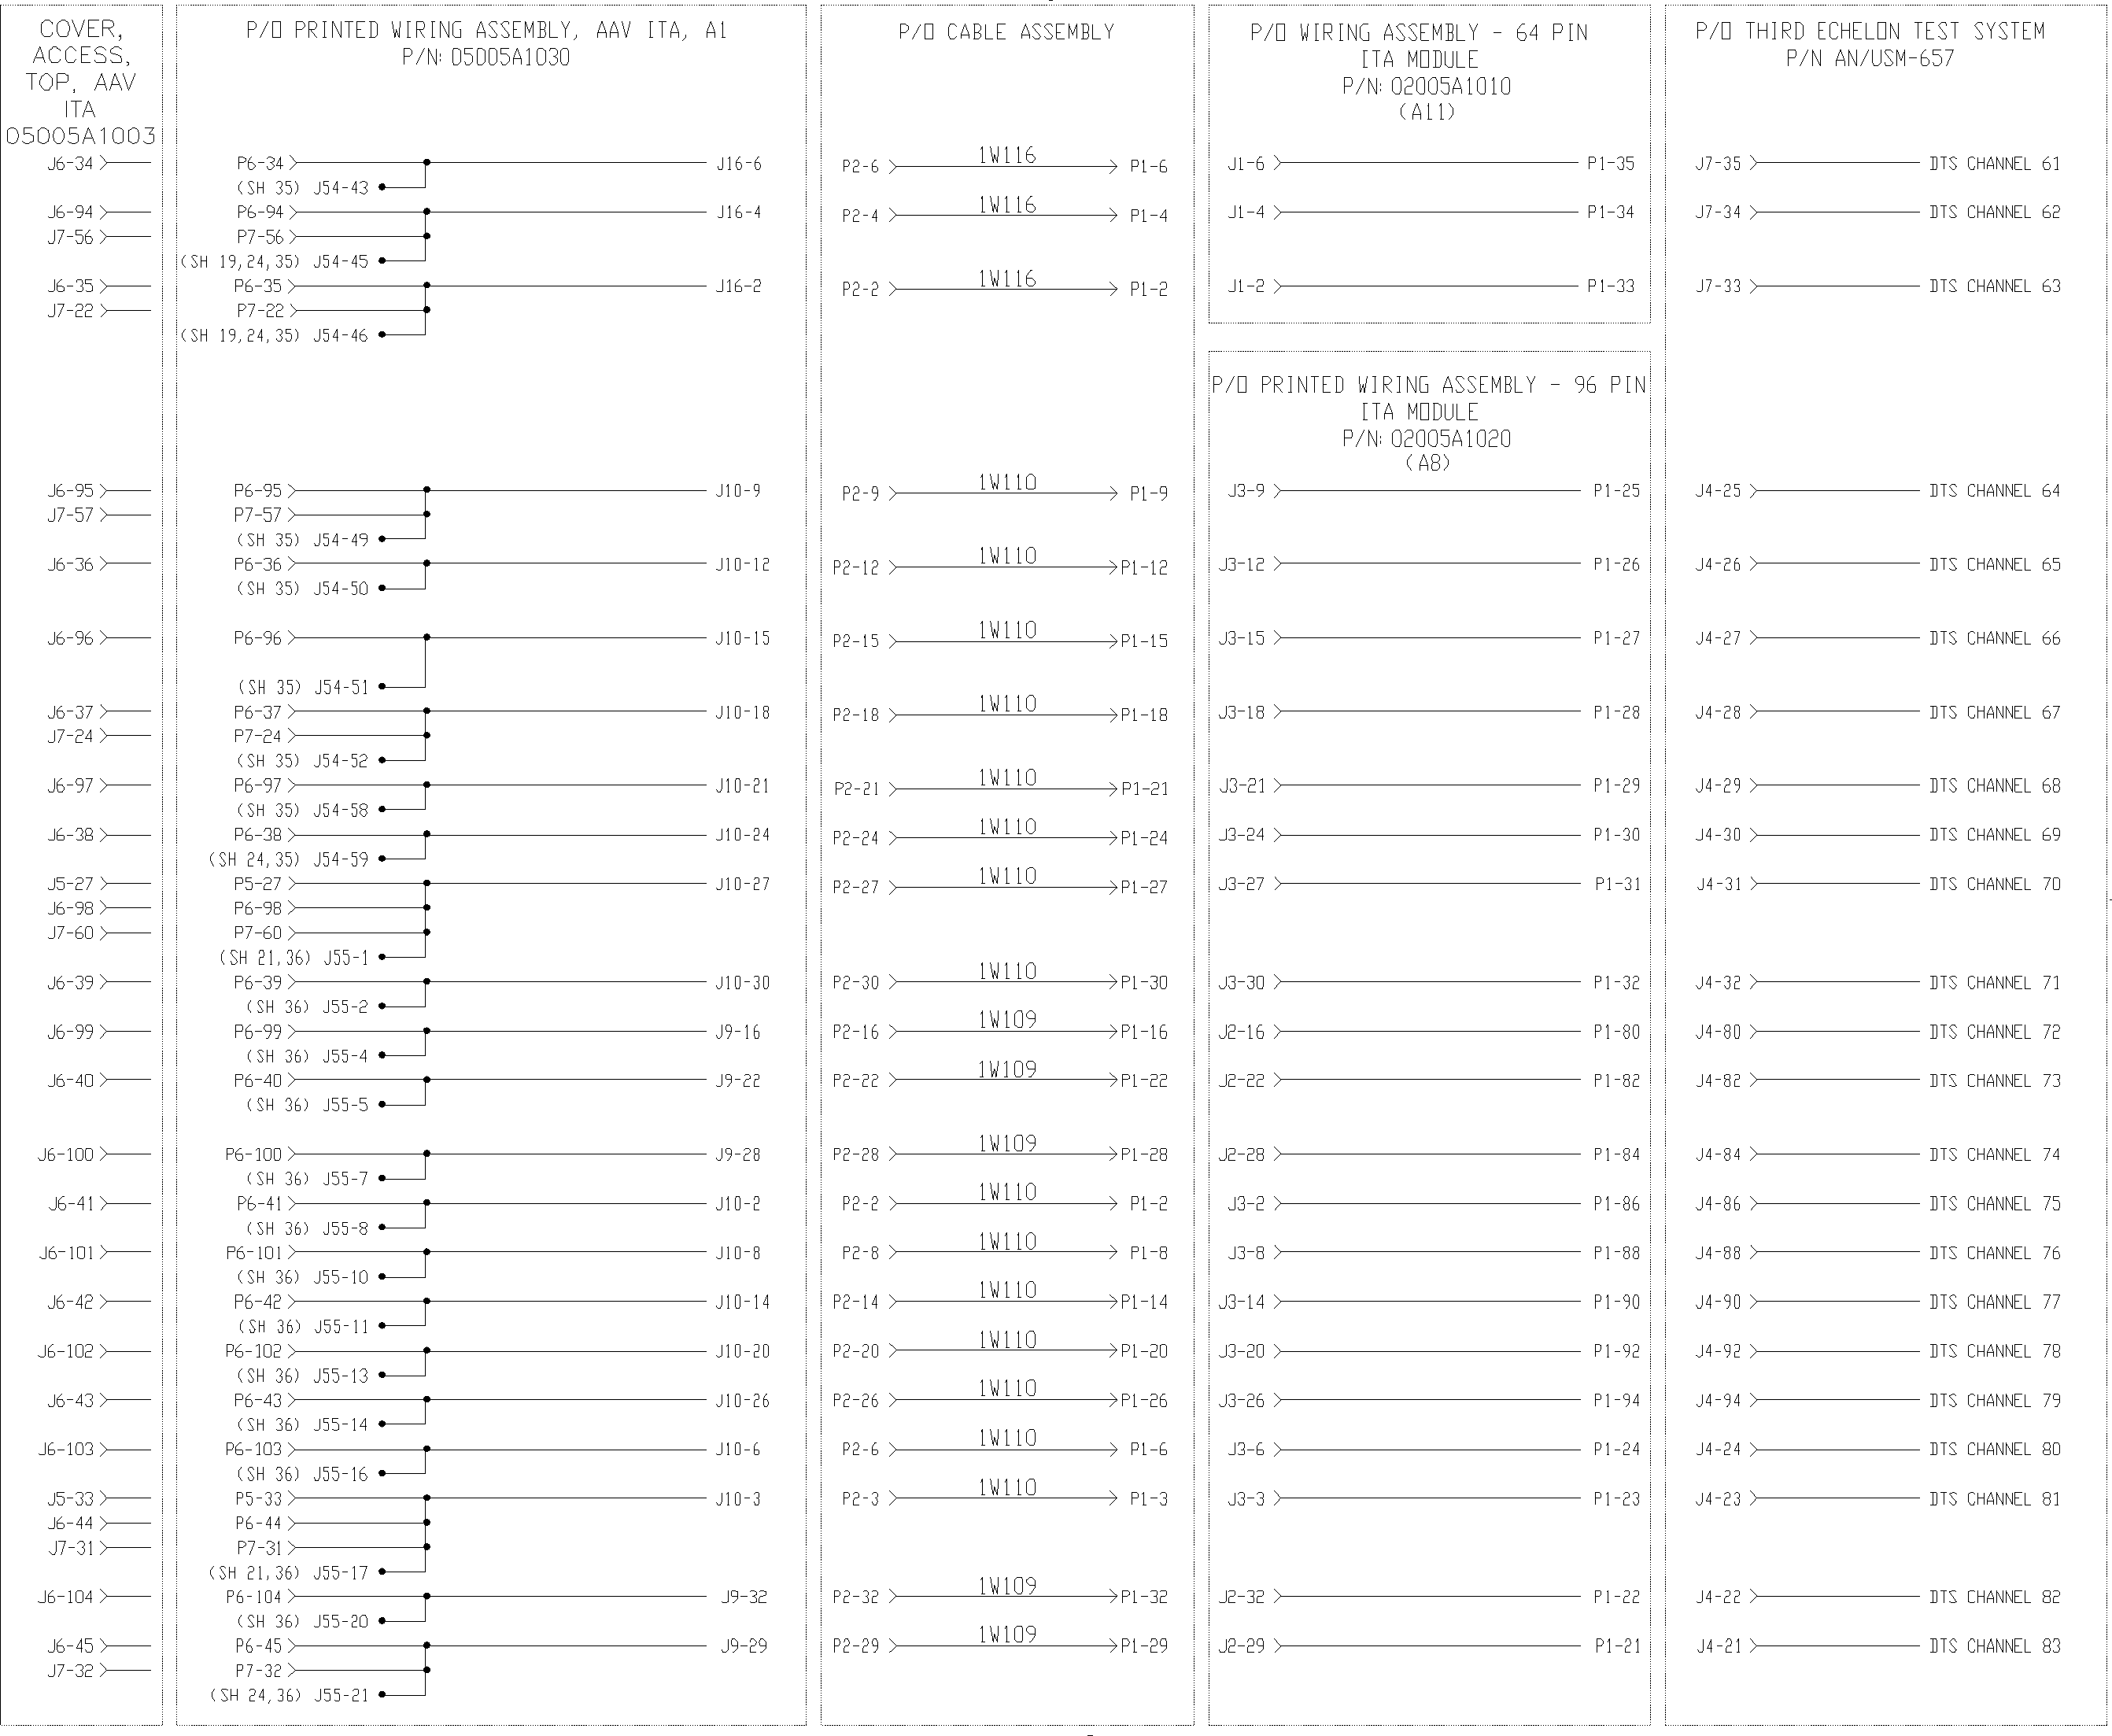 COVER,
ACCESS,
TOP, AAV
ITA
05D05A1003
P/O PRINTED WIRING ASSEMBLY, AAV ITA, A1
P/N: 05D05A1030
P/O CABLE ASSEMBLY
P/O WIRING ASSEMBLY - 64 PIN
ITA MODULE
P/N: 02005A1010
(A11)
P/O THIRD ECHELON TEST SYSTEM
P/N AN/USM-657
J6-34 P6-34 J16-6 P2-6 1W116 P1-6 J1-6 P1-35 J7-35 DTS CHANNEL 61
(SH 35) J54-43
J6-94 P6-94 J16-4 P2-4 1W116 P1-4 J1-4 P1-34 J7-34 DTS CHANNEL 62
J7-56 P7-56
(SH 19,24,35) J54-45
J6-35 P6-35 J16-2 P2-2 1W116 P1-2 J1-2 P1-33 J7-33 DTS CHANNEL 63
J7-22 P7-22
(SH 19,24,35) J54-46
P/O PRINTED WIRING ASSEMBLY - 96 PIN
ITA MODULE
P/N: 02005A1020
(A8)
J6-95 P6-95 J10-9 P2-9 1W110 P1-9 J3-9 P1-25 J4-25 DTS CHANNEL 64
J7-57 P7-57
(SH 35) J54-49
J6-36 P6-36 J10-12 P2-12 1W110 P1-12 J3-12 P1-26 J4-26 DTS CHANNEL 65
(SH 35) J54-50
J6-96 P6-96 J10-15 P2-15 1W110 P1-15 J3-15 P1-27 J4-27 DTS CHANNEL 66
(SH 35) J54-51
J6-37 P6-37 J10-18 P2-18 1W110 P1-18 J3-18 P1-28 J4-28 DTS CHANNEL 67
J7-24 P7-24
(SH 35) J54-52
J6-97 P6-97 J10-21 P2-21 1W110 P1-21 J3-21 P1-29 J4-29 DTS CHANNEL 68
(SH 35) J54-58
J6-38 P6-38 J10-24 P2-24 1W110 P1-24 J3-24 P1-30 J4-30 DTS CHANNEL 69
(SH 24,35) J54-59
J5-27 P5-27 J10-27 P2-27 1W110 P1-27 J3-27 P1-31 J4-31 DTS CHANNEL 70
J6-98 P6-98
J7-60 P7-60
(SH 21,36) J55-1
J6-39 P6-39 J10-30 P2-30 1W110 P1-30 J3-30 P1-32 J4-32 DTS CHANNEL 71
(SH 36) J55-2
J6-99 P6-99 J9-16 P2-16 1W109 P1-16 J2-16 P1-80 J4-80 DTS CHANNEL 72
(SH 36) J55-4
J6-40 P6-40 J9-22 P2-22 1W109 P1-22 J2-22 P1-82 J4-82 DTS CHANNEL 73
(SH 36) J55-5
J6-100 P6-100 J9-28 P2-28 1W109 P1-28 J2-28 P1-84 J4-84 DTS CHANNEL 74
(SH 36) J55-7
J6-41 P6-41 J10-2 P2-2 1W110 P1-2 J3-2 P1-86 J4-86 DTS CHANNEL 75
(SH 36) J55-8
J6-101 P6-101 J10-8 P2-8 1W110 P1-8 J3-8 P1-88 J4-88 DTS CHANNEL 76
(SH 36) J55-10
J6-42 P6-42 J10-14 P2-14 1W110 P1-14 J3-14 P1-90 J4-90 DTS CHANNEL 77
(SH 36) J55-11
J6-102 P6-102 J10-20 P2-20 1W110 P1-20 J3-20 P1-92 J4-92 DTS CHANNEL 78
(SH 36) J55-13
J6-43 P6-43 J10-26 P2-26 1W110 P1-26 J3-26 P1-94 J4-94 DTS CHANNEL 79
(SH 36) J55-14
J6-103 P6-103 J10-6 P2-6 1W110 P1-6 J3-6 P1-24 J4-24 DTS CHANNEL 80
(SH 36) J55-16
J5-33 P5-33 J10-3 P2-3 1W110 P1-3 J3-3 P1-23 J4-23 DTS CHANNEL 81
J6-44 P6-44
J7-31 P7-31
(SH 21,36) J55-17
J6-104 P6-104 J9-32 P2-32 1W109 P1-32 J2-32 P1-22 J4-22 DTS CHANNEL 82
(SH 36) J55-20
J6-45 P6-45 J9-29 P2-29 1W109 P1-29 J2-29 P1-21 J4-21 DTS CHANNEL 83
J7-32 P7-32
(SH 24,36) J55-21